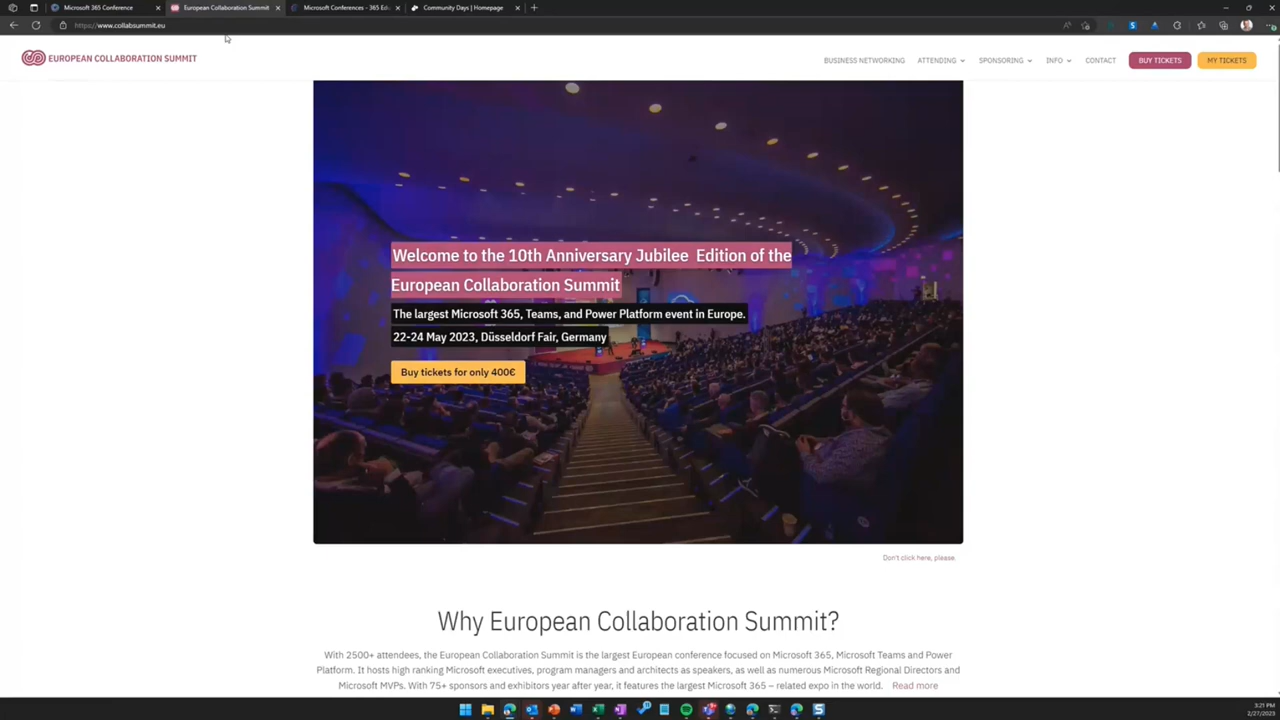 Microsoft 365 Conference
European Collaboration Summit
Microsoft Conferences - 365 Edu
Community Days | Homepage
https://www.collabsummit.eu
EUROPEAN COLLABORATION SUMMIT
BUSINESS NETWORKING
ATTENDING
SPONSORING
INFO
CONTACT
BUY TICKETS
MY TICKETS
Welcome to the 10th Anniversary Jubilee Edition of the
European Collaboration Summit
The largest Microsoft 365, Teams, and Power Platform event in Europe.
22-24 May 2023, Düsseldorf Fair, Germany
Buy tickets for only 400€
Don't click here, please.
Why European Collaboration Summit?
With 2500+ attendees, the European Collaboration Summit is the largest European conference focused on Microsoft 365, Microsoft Teams and Power
Platform. It hosts high ranking Microsoft executives, program managers and architects as speakers, as well as numerous Microsoft Regional Directors and
Microsoft MVPs. With 75+ sponsors and exhibitors year after year, it features the largest Microsoft 365 – related expo in the world. Read more
3:21 PM
2/27/2023